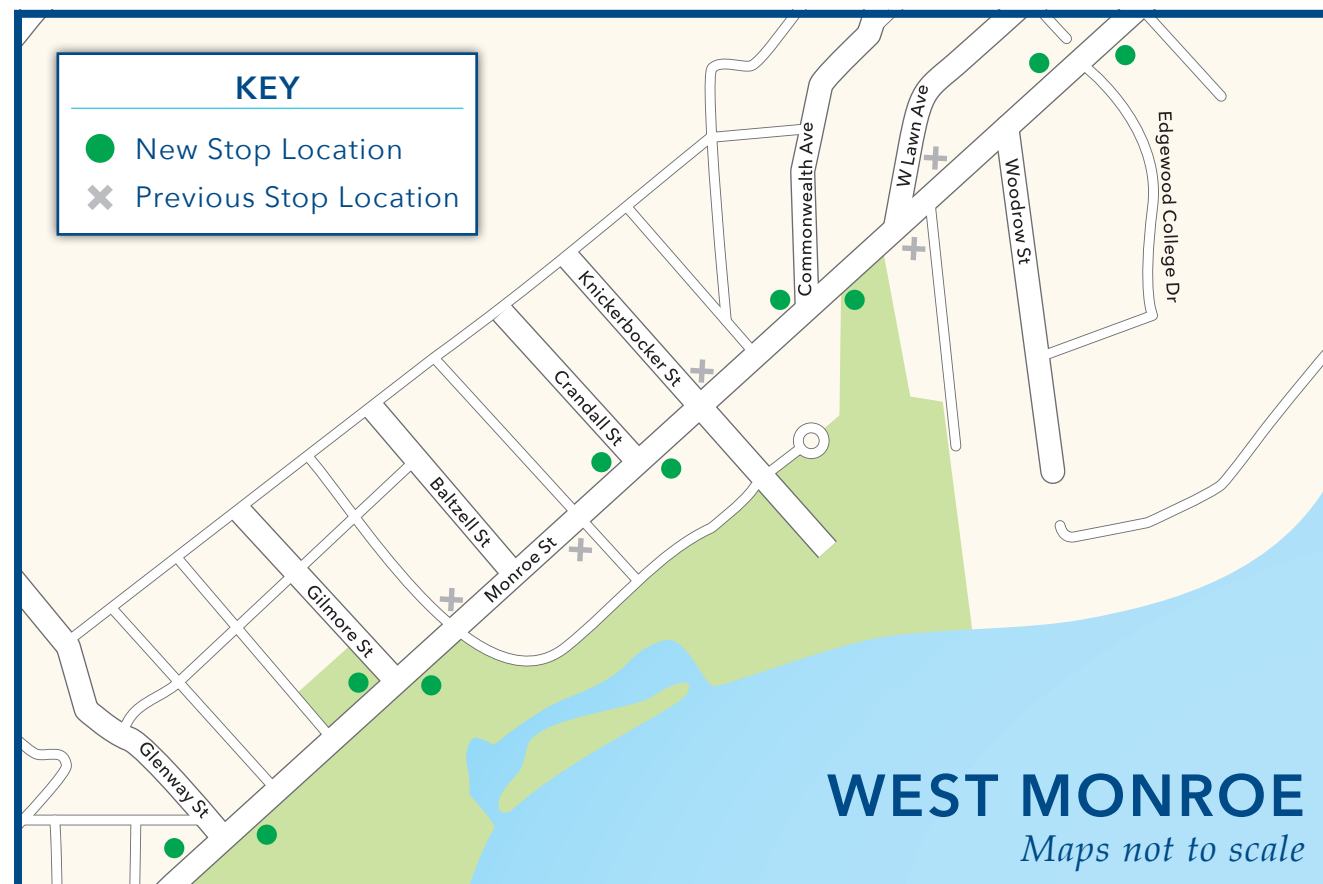 KEY
New Stop Location
Previous Stop Location
Commonwealth Ave
W Lawn Ave
Edgewood College Dr
Woodrow St
Knickerbocker St
Crandall St
Baltzell St
Monroe St
Gilmore St
Glenway St
WEST MONROE
Maps not to scale